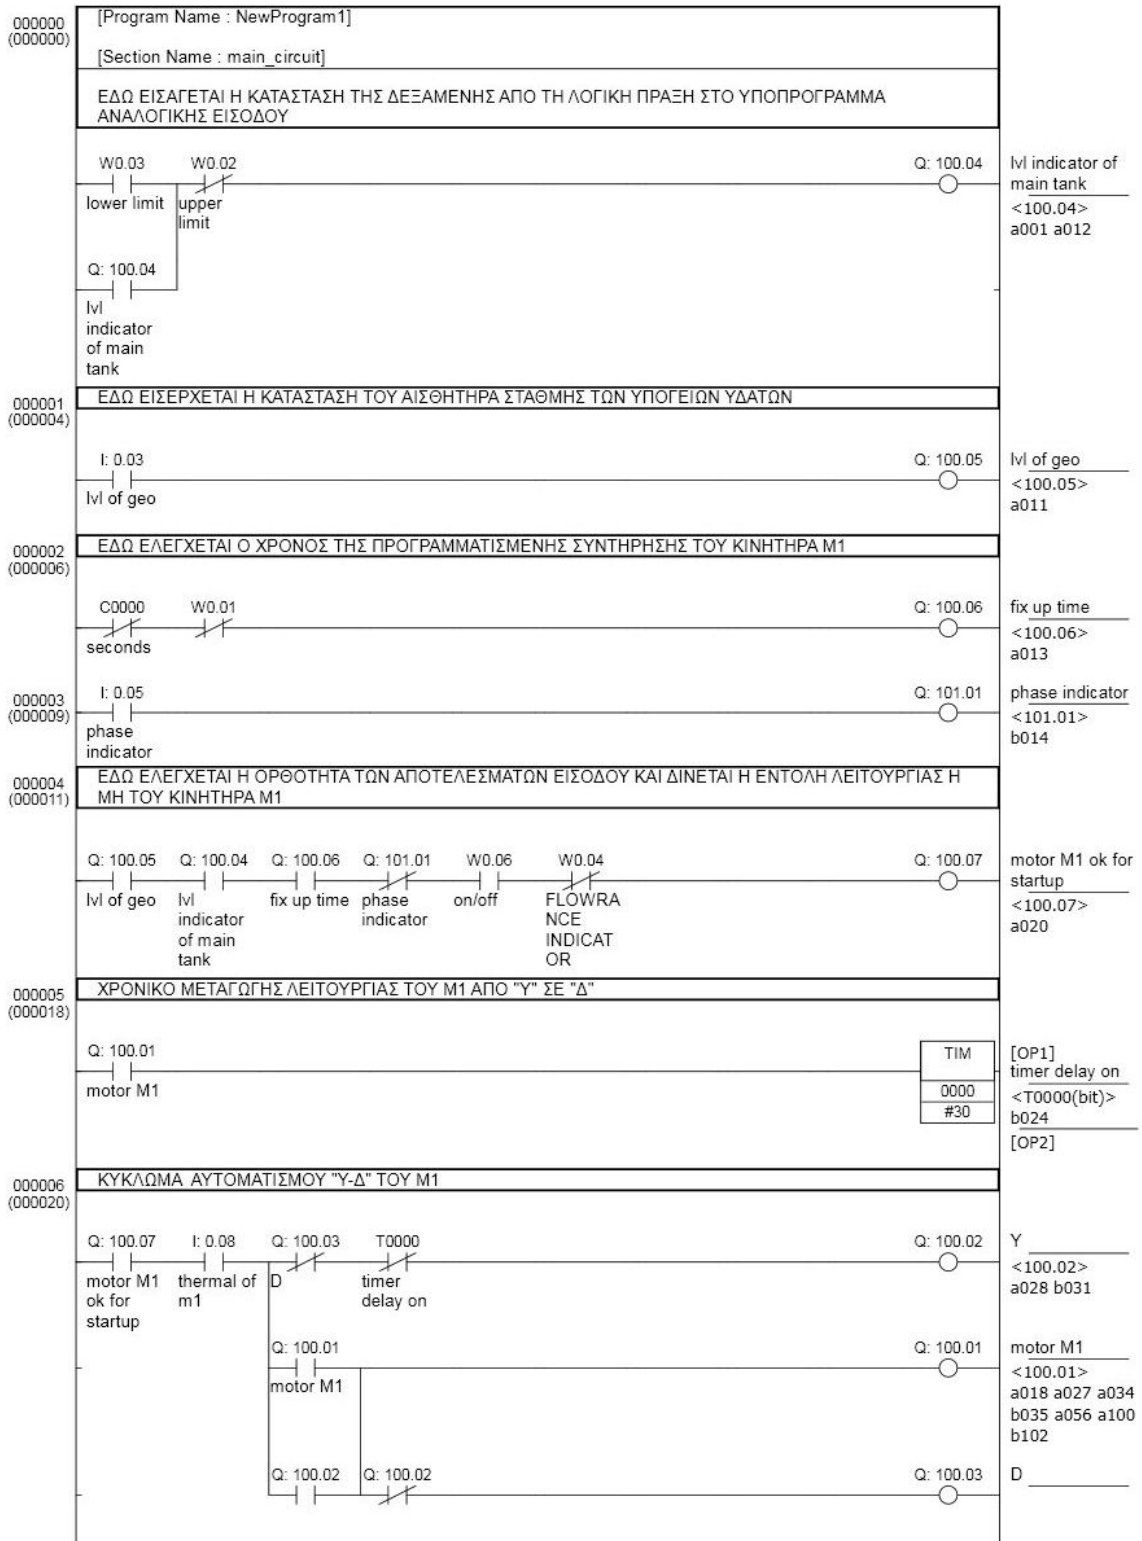 000000
(000000)
[Program Name : NewProgram1]
[Section Name : main_circuit]
ΕΔΩ ΕΙΣΑΓΕΤΑΙ Η ΚΑΤΑΣΤΑΣΗ ΤΗΣ ΔΕΞΑΜΕΝΗΣ ΑΠΟ ΤΗ ΛΟΓΙΚΗ ΠΡΑΞΗ ΣΤΟ ΥΠΟΠΡΟΓΡΑΜΜΑ
ΑΝΑΛΟΓΙΚΗΣ ΕΙΣΟΔΟΥ
W0.03 W0.02 Q: 100.04 lvl indicator of
lower limit upper main tank
limit <100.04>
a001 a012
Q: 100.04
lvl
indicator
of main
tank
000001
(000004)
ΕΔΩ ΕΙΣΕΡΧΕΤΑΙ Η ΚΑΤΑΣΤΑΣΗ ΤΟΥ ΑΙΣΘΗΤΗΡΑ ΣΤΑΘΜΗΣ ΤΩΝ ΥΠΟΓΕΙΩΝ ΥΔΑΤΩΝ
I: 0.03 Q: 100.05 lvl of geo
lvl of geo <100.05>
a011
000002
(000006)
ΕΔΩ ΕΛΕΓΧΕΤΑΙ Ο ΧΡΟΝΟΣ ΤΗΣ ΠΡΟΓΡΑΜΜΑΤΙΣΜΕΝΗΣ ΣΥΝΤΗΡΗΣΗΣ ΤΟΥ ΚΙΝΗΤΗΡΑ Μ1
C0000 W0.01 Q: 100.06 fix up time
seconds <100.06>
a013
000003
(000009)
I: 0.05 Q: 101.01 phase indicator
phase <101.01>
indicator b014
000004
(000011)
ΕΔΩ ΕΛΕΓΧΕΤΑΙ Η ΟΡΘΟΤΗΤΑ ΤΩΝ ΑΠΟΤΕΛΕΣΜΑΤΩΝ ΕΙΣΟΔΟΥ ΚΑΙ ΔΙΝΕΤΑΙ Η ΕΝΤΟΛΗ ΛΕΙΤΟΥΡΓΙΑΣ Η
ΜΗ ΤΟΥ ΚΙΝΗΤΗΡΑ Μ1
Q: 100.05 Q: 100.04 Q: 100.06 Q: 101.01 W0.06 W0.04 Q: 100.07 motor M1 ok for
startup
lvl of geo lvl fix up time phase on/off FLOWRA <100.07>
indicator indicator NCE a020
of main INDICAT
tank OR
000005
(000018)
ΧΡΟΝΙΚΟ ΜΕΤΑΓΩΓΗΣ ΛΕΙΤΟΥΡΓΙΑΣ ΤΟΥ Μ1 ΑΠΟ "Υ" ΣΕ "Δ"
Q: 100.01 TIM [OP1]
motor M1 timer delay on
0000 <T0000(bit)>
#30 b024
[OP2]
000006
(000020)
ΚΥΚΛΩΜΑ ΑΥΤΟΜΑΤΙΣΜΟΥ "Υ-Δ" ΤΟΥ Μ1
Q: 100.07 I: 0.08 Q: 100.03 T0000 Q: 100.02 Y
motor M1 thermal of D timer <100.02>
ok for m1 delay on a028 b031
startup
Q: 100.01 Q: 100.01 motor M1
motor M1 <100.01>
a018 a027 a034
b035 a056 a100
b102
Q: 100.02 Q: 100.02 Q: 100.03 D